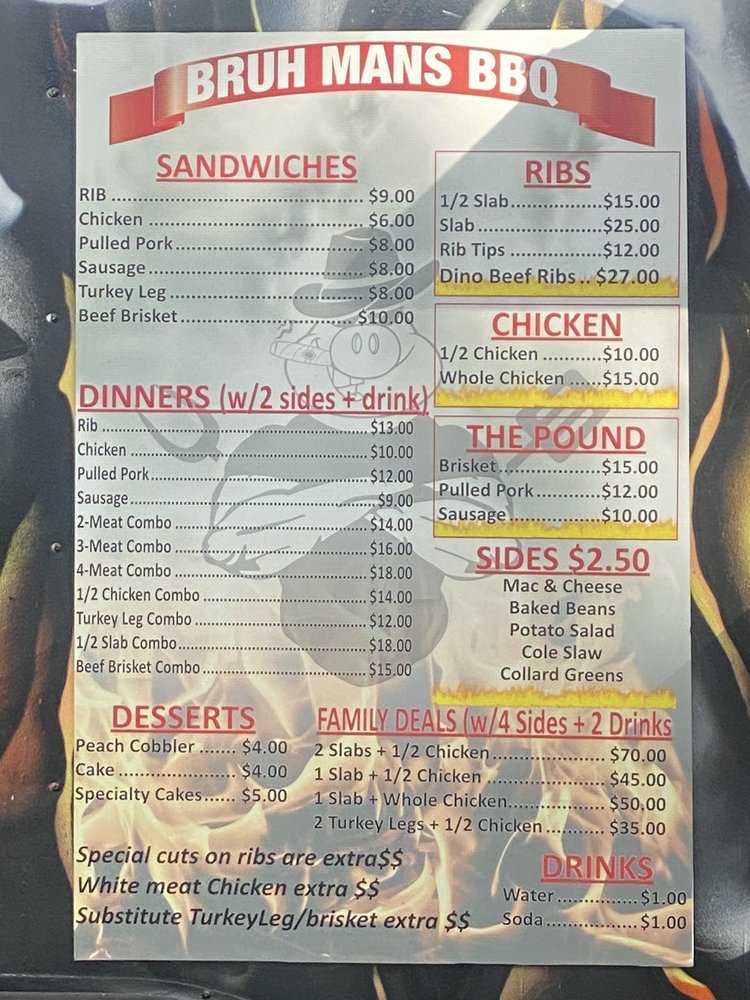 BRUH MANS BBQ
SANDWICHES
RIB ........ $9.00
Chicken ........ $6.00
Pulled Pork ........ $8.00
Sausage ........ $8.00
Turkey Leg ........ $8.00
Beef Brisket ........ $10.00
DINNERS (w/2 sides + drink)
Rib ........ $13.00
Chicken ........ $10.00
Pulled Pork ........ $12.00
Sausage ........ $9.00
2-Meat Combo ........ $14.00
3-Meat Combo ........ $16.00
4-Meat Combo ........ $18.00
1/2 Chicken Combo ........ $14.00
Turkey Leg Combo ........ $12.00
1/2 Slab Combo ........ $18.00
Beef Brisket Combo ........ $15.00
RIBS
1/2 Slab ........ $15.00
Slab ........ $25.00
Rib Tips ........ $12.00
Dino Beef Ribs .. $27.00
CHICKEN
1/2 Chicken ........ $10.00
Whole Chicken ...... $15.00
THE POUND
Brisket ........ $15.00
Pulled Pork ........ $12.00
Sausage ........ $10.00
SIDES $2.50
Mac & Cheese
Baked Beans
Potato Salad
Cole Slaw
Collard Greens
DESSERTS
Peach Cobbler ....... $4.00
Cake ........ $4.00
Specialty Cakes...... $5.00
FAMILY DEALS (w/4 Sides + 2 Drinks
2 Slabs + 1/2 Chicken ........ $70.00
1 Slab + 1/2 Chicken ........ $45.00
1 Slab + Whole Chicken ........ $50,00
2 Turkey Legs + 1/2 Chicken ........ $35.00
Special cuts on ribs are extra$$
White meat Chicken extra $$
Substitute TurkeyLeg/brisket extra $$
DRINKS
Water ........ $1.00
Soda ........ $1.00